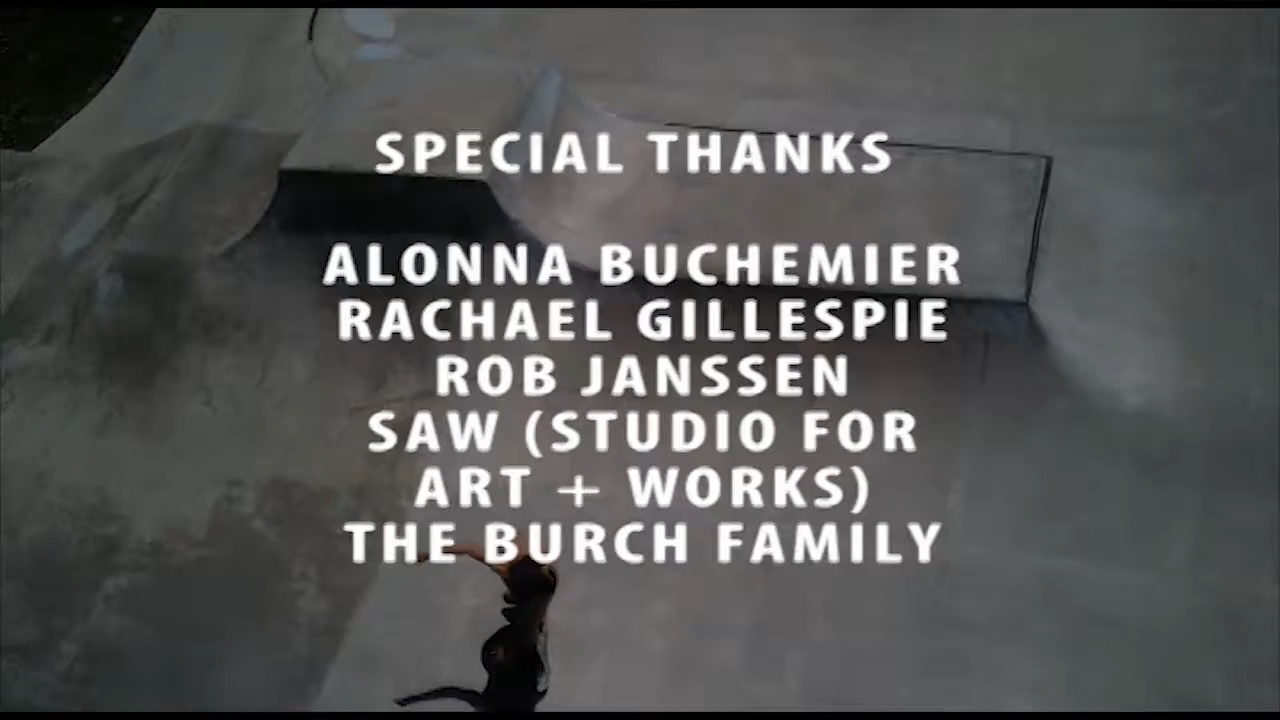 SPECIAL THANKS
ALONNA BUCHEMIER
RACHAEL GILLESPIE
ROB JANSSEN
SAW (STUDIO FOR
ART + WORKS)
THE BURCH FAMILY